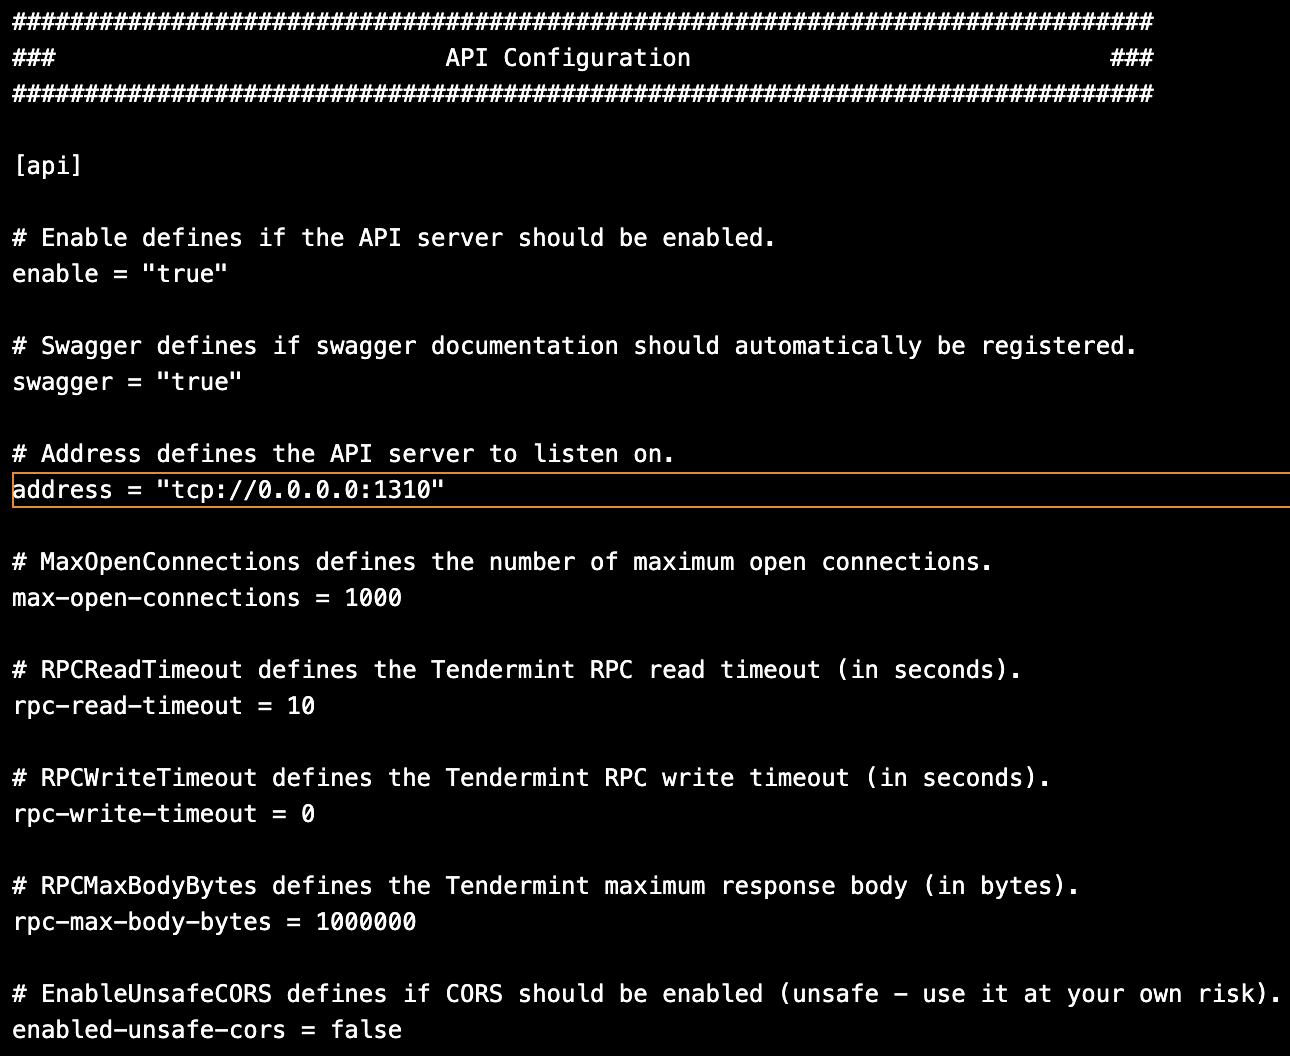 ###############################################################################
###                           API Configuration                             ###
###############################################################################
[api]
# Enable defines if the API server should be enabled.
enable = "true"
# Swagger defines if swagger documentation should automatically be registered.
swagger = "true"
# Address defines the API server to listen on.
address = "tcp://0.0.0.0:1310"
# MaxOpenConnections defines the number of maximum open connections.
max-open-connections = 1000
# RPCReadTimeout defines the Tendermint RPC read timeout (in seconds).
rpc-read-timeout = 10
# RPCWriteTimeout defines the Tendermint RPC write timeout (in seconds).
rpc-write-timeout = 0
# RPCMaxBodyBytes defines the Tendermint maximum response body (in bytes).
rpc-max-body-bytes = 1000000
# EnableUnsafeCORS defines if CORS should be enabled (unsafe - use it at your own risk).
enabled-unsafe-cors = false